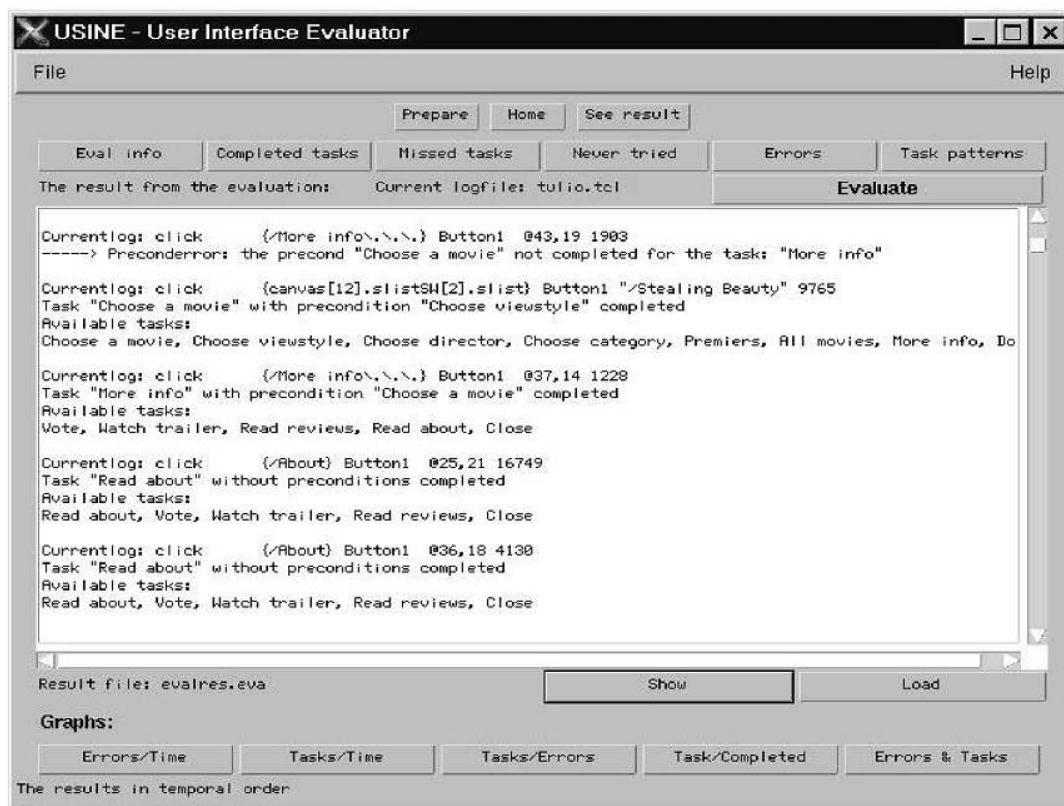 USINE - User Interface Evaluator
File Help
Prepare Home See result
Eval info Completed tasks Missed tasks Never tried Errors Task patterns
The result from the evaluation: Current logfile: tulio.tcl Evaluate
Currentlog: click {/More info\.\.\.} Button1 @43,19 1903
-----> Preconderror: the precond "Choose a movie" not completed for the task: "More info"
Currentlog: click {canvas[12].slistSW[2].slist} Button1 "/Stealing Beauty" 9765
Task "Choose a movie" with precondition "Choose viewstyle" completed
Available tasks:
Choose a movie, Choose viewstyle, Choose director, Choose category, Premiers, All movies, More info, Do
Currentlog: click {/More info\.\.\.} Button1 @37,14 1228
Task "More info" with precondition "Choose a movie" completed
Available tasks:
Vote, Watch trailer, Read reviews, Read about, Close
Currentlog: click {/About} Button1 @25,21 16749
Task "Read about" without preconditions completed
Available tasks:
Read about, Vote, Watch trailer, Read reviews, Close
Currentlog: click {/About} Button1 @36,18 4130
Task "Read about" without preconditions completed
Available tasks:
Read about, Vote, Watch trailer, Read reviews, Close
Result file: evalres.eva Show Load
Graphs:
Errors/Time Tasks/Time Tasks/Errors Task/Completed Errors & Tasks
The results in temporal order